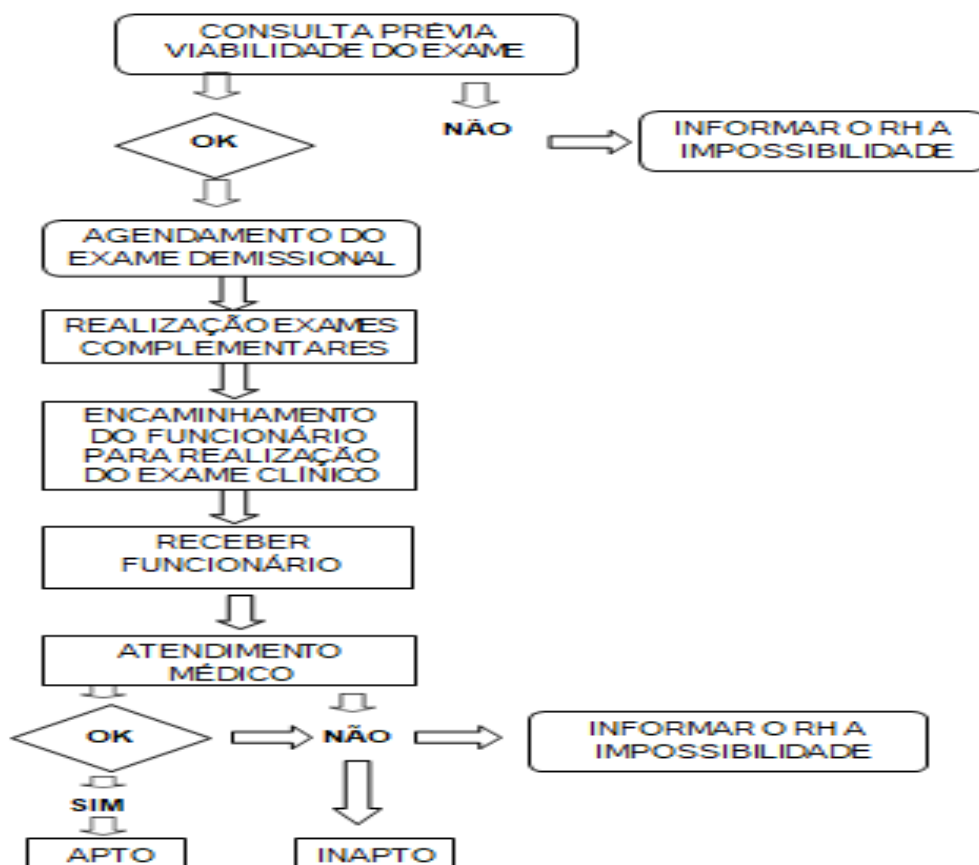 CONSULTA PRÉVIA
VIABILIDADE DO EXAME
OK
NÃO
INFORMAR O RH A
IMPOSSIBILIDADE
AGENDAMENTO DO
EXAME DEMISSIONAL
REALIZAÇÃO EXAMES
COMPLEMENTARES
ENCAMINHAMENTO
DO FUNCIONÁRIO
PARA REALIZAÇÃO
DO EXAME CLÍNICO
RECEBER
FUNCIONÁRIO
ATENDIMENTO
MÉDICO
OK
NÃO
INFORMAR O RH A
IMPOSSIBILIDADE
SIM
APTO
INAPTO